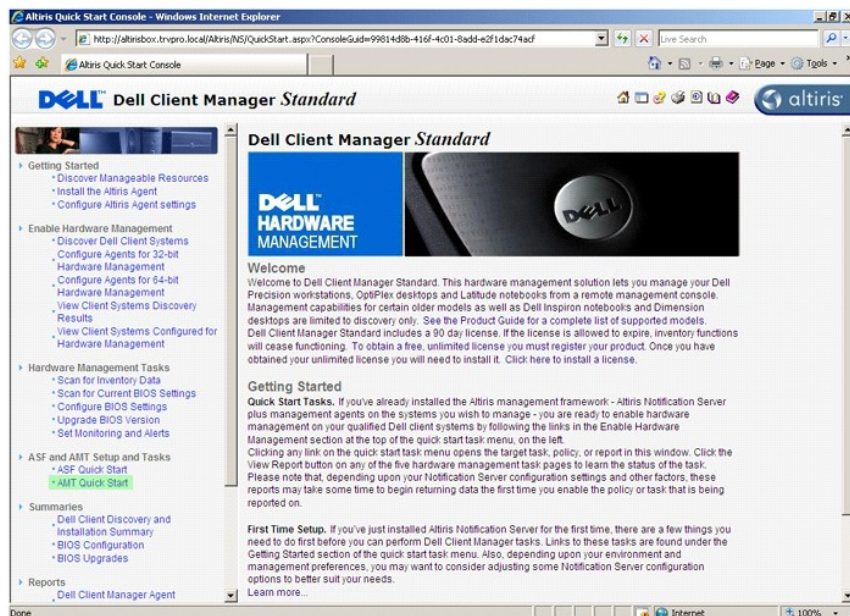 Altiris Quick Start Console - Windows Internet Explorer
http://altirisbox.trvpro.local/Altiris/NS/QuickStart.aspx?ConsoleGuid=99814d8b-416f-4c01-8add-e2f1dac74acf
Live Search
Altiris Quick Start Console
Page
Tools
DELL™ Dell Client Manager Standard
altiris
Getting Started
Discover Manageable Resources
Install the Altiris Agent
Configure Altiris Agent settings
Enable Hardware Management
Discover Dell Client Systems
Configure Agents for 32-bit
Hardware Management
Configure Agents for 64-bit
Hardware Management
View Client Systems Discovery
Results
View Client Systems Configured for
Hardware Management
Hardware Management Tasks
Scan for Inventory Data
Scan for Current BIOS Settings
Configure BIOS Settings
Upgrade BIOS Version
Set Monitoring and Alerts
ASF and AMT Setup and Tasks
ASF Quick Start
AMT Quick Start
Summaries
Dell Client Discovery and
Installation Summary
BIOS Configuration
BIOS Upgrades
Reports
Dell Client Manager Agent
Dell Client Manager Standard
DELL™
HARDWARE
MANAGEMENT
DELL
Welcome
Welcome to Dell Client Manager Standard. This hardware management solution lets you manage your Dell
Precision workstations, OptiPlex desktops and Latitude notebooks from a remote management console.
Management capabilities for certain older models as well as Dell Inspiron notebooks and Dimension
desktops are limited to discovery only. See the Product Guide for a complete list of supported models.
Dell Client Manager Standard includes a 90 day license. If the license is allowed to expire, inventory functions
will cease functioning. To obtain a free, unlimited license you must register your product. Once you have
obtained your unlimited license you will need to install it. Click here to install a license.
Getting Started
Quick Start Tasks. If you've already installed the Altiris management framework - Altiris Notification Server
plus management agents on the systems you wish to manage - you are ready to enable hardware
management on your qualified Dell client systems by following the links in the Enable Hardware
Management section at the top of the quick start task menu, on the left.
Clicking any link on the quick start task menu opens the target task, policy, or report in this window. Click the
View Report button on any of the five hardware management task pages to learn the status of the task.
Please note that, depending upon your Notification Server configuration settings and other factors, these
reports may take some time to begin returning data the first time you enable the policy or task that is being
reported on.
First Time Setup. If you've just installed Altiris Notification Server for the first time, there are a few things you
need to do first before you can perform Dell Client Manager tasks. Links to these tasks are found under the
Getting Started section of the quick start task menu. Also, depending upon your environment and
management preferences, you may want to consider adjusting some Notification Server configuration
options to better suit your needs.
Learn more...
Done
Internet
100%